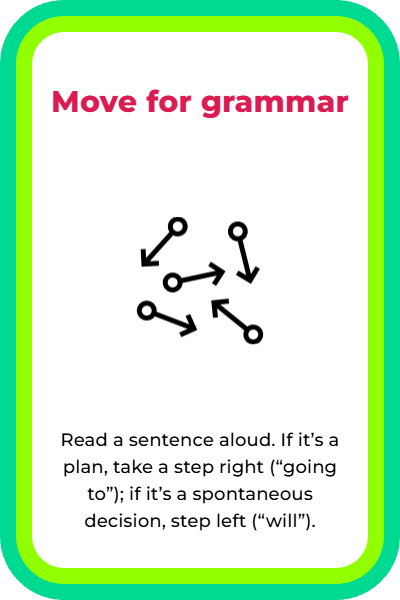 Move for grammar
Read a sentence aloud. If it’s a
plan, take a step right (“going
to”); if it’s a spontaneous
decision, step left (“will”).